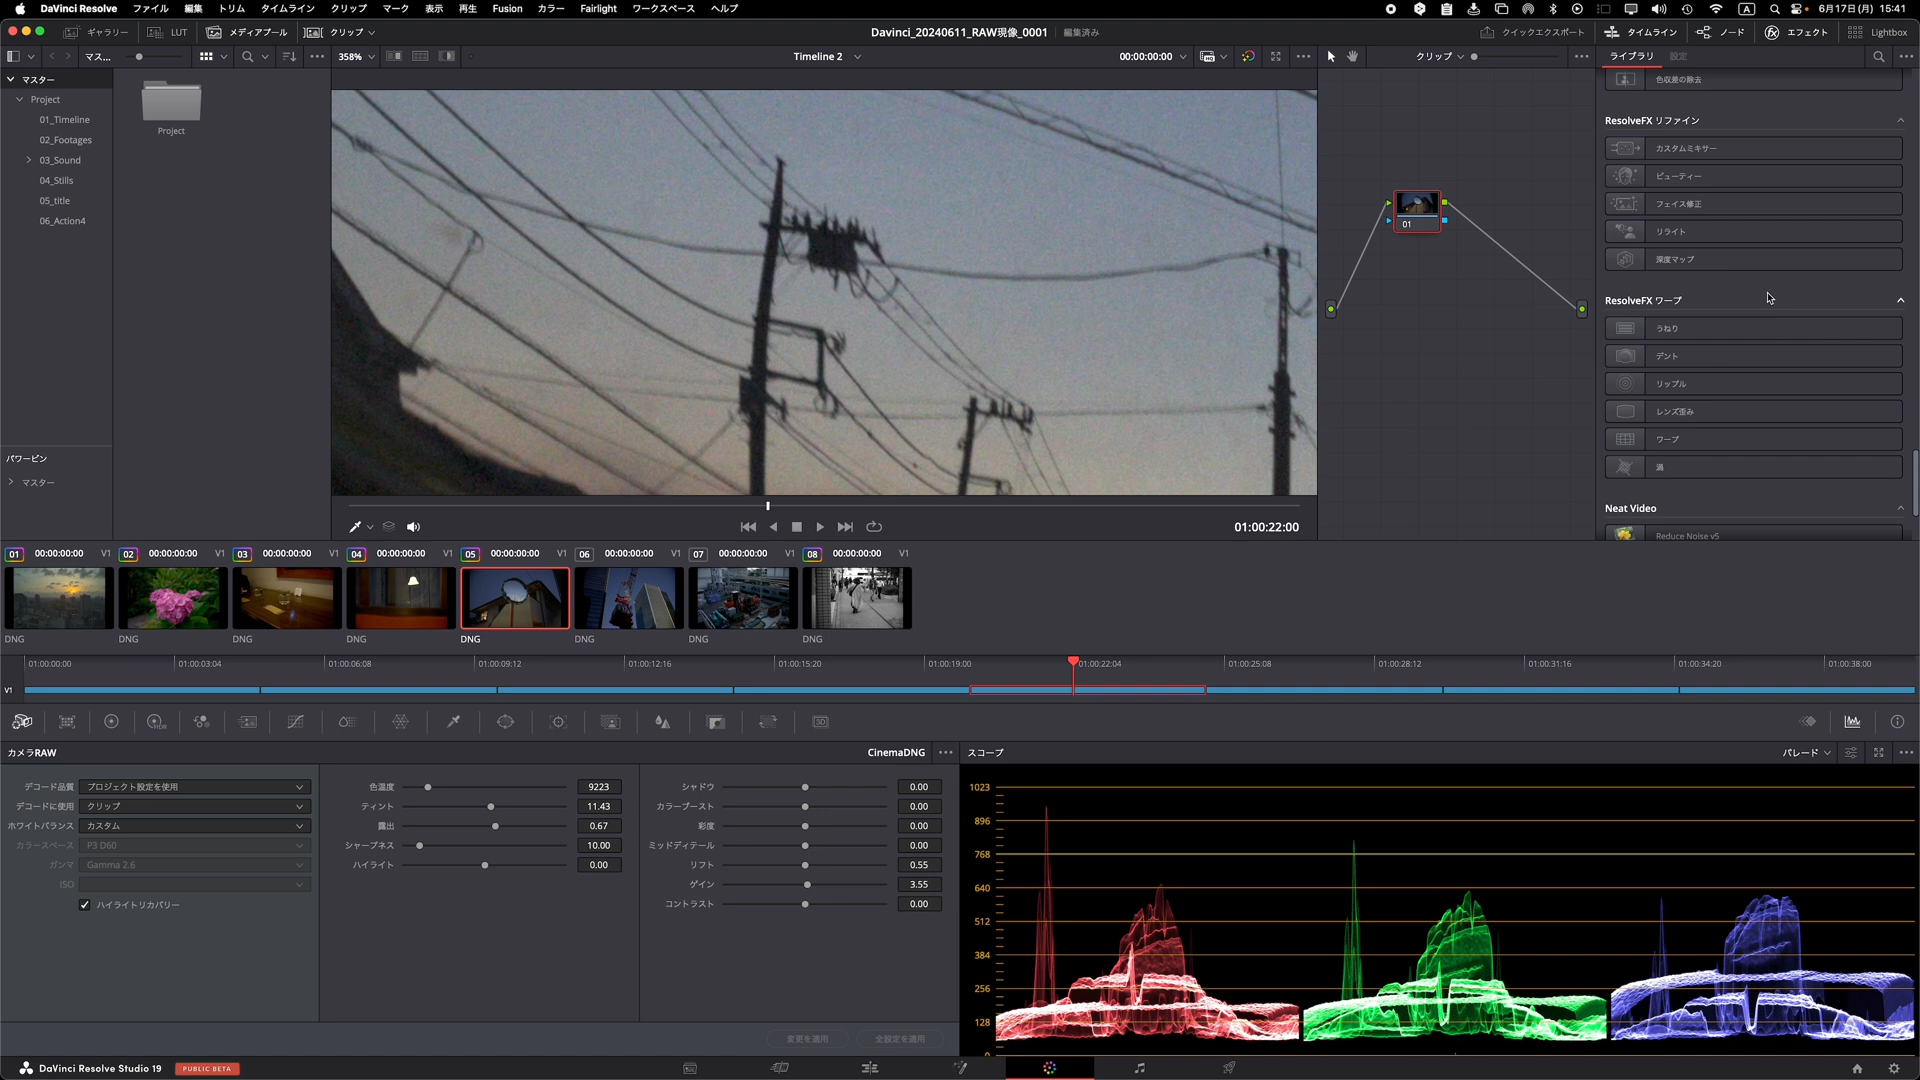 DaVinci Resolve ファイル 編集 トリム タイムライン クリップ マーク 表示 再生 Fusion カラー Fairlight ワークスペース ヘルプ A 6月17日(月) 15:41
ギャラリー LUT メディアプール クリップ Davinci_20240611_RAW現像_0001 編集済み クイックエクスポート タイムライン ノード エフェクト Lightbox
マス... 358% Timeline 2 00:00:00:00 クリップ ライブラリ 設定
マスター
Project
01_Timeline
02_Footages
03_Sound
04_Stills
05_title
06_Action4
パワービン
マスター
Project
01
色収差の除去
ResolveFX リファイン
カスタムミキサー
ビューティー
フェイス修正
リライト
深度マップ
ResolveFX ワープ
うねり
デント
リップル
レンズ歪み
ワープ
渦
Neat Video
Reduce Noise v5
01:00:22:00
01 00:00:00:00 V1 02 00:00:00:00 V1 03 00:00:00:00 V1 04 00:00:00:00 V1 05 00:00:00:00 V1 06 00:00:00:00 V1 07 00:00:00:00 V1 08 00:00:00:00 V1
DNG DNG DNG DNG DNG DNG DNG DNG
01:00:00:00 01:00:03:04 01:00:06:08 01:00:09:12 01:00:12:16 01:00:15:20 01:00:19:00 01:00:22:04 01:00:25:08 01:00:28:12 01:00:31:16 01:00:34:20 01:00:38:00
V1
HDR 3D
カメラRAW CinemaDNG スコープ パレード
デコード品質 プロジェクト設定を使用
デコードに使用 クリップ
ホワイトバランス カスタム
カラースペース P3 D60
ガンマ Gamma 2.6
ISO
ハイライトリカバリー
色温度 9223
ティント 11.43
露出 0.67
シャープネス 10.00
ハイライト 0.00
シャドウ 0.00
カラーブースト 0.00
彩度 0.00
ミッドディテール 0.00
リフト 0.55
ゲイン 3.55
コントラスト 0.00
変更を適用 全設定を適用
1023
896
768
640
512
384
256
128
0
DaVinci Resolve Studio 19 PUBLIC BETA